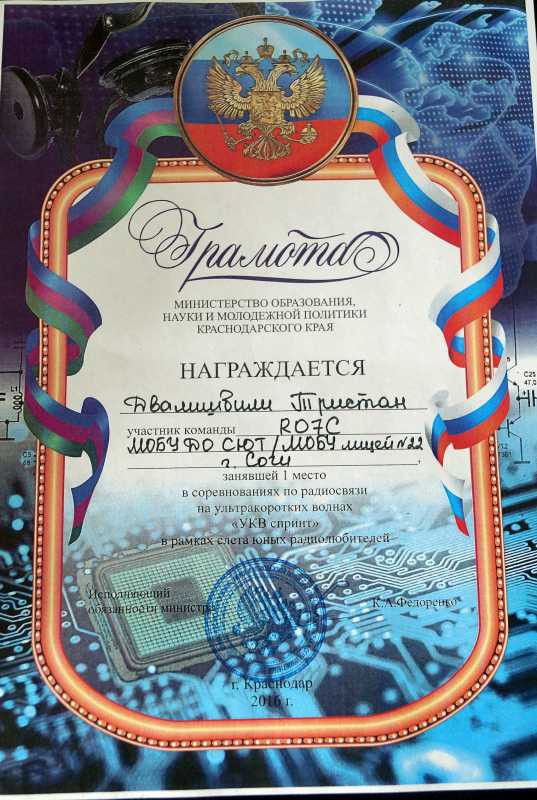 Грамота
МИНИСТЕРСТВО ОБРАЗОВАНИЯ,
НАУКИ И МОЛОДЕЖНОЙ ПОЛИТИКИ
КРАСНОДАРСКОГО КРАЯ
НАГРАЖДАЕТСЯ
Двалишвили Тристан
участник команды RO7C
МОБУ ДО СЮТ/МОБУ лицей №22
г. Сочи,
занявшей 1 место
в соревнованиях по радиосвязи
на ультракоротких волнах
«УКВ спринт»
в рамках слета юных радиолюбителей
Исполняющий
обязанности министра К.А.Федоренко
г. Краснодар
2016 г.